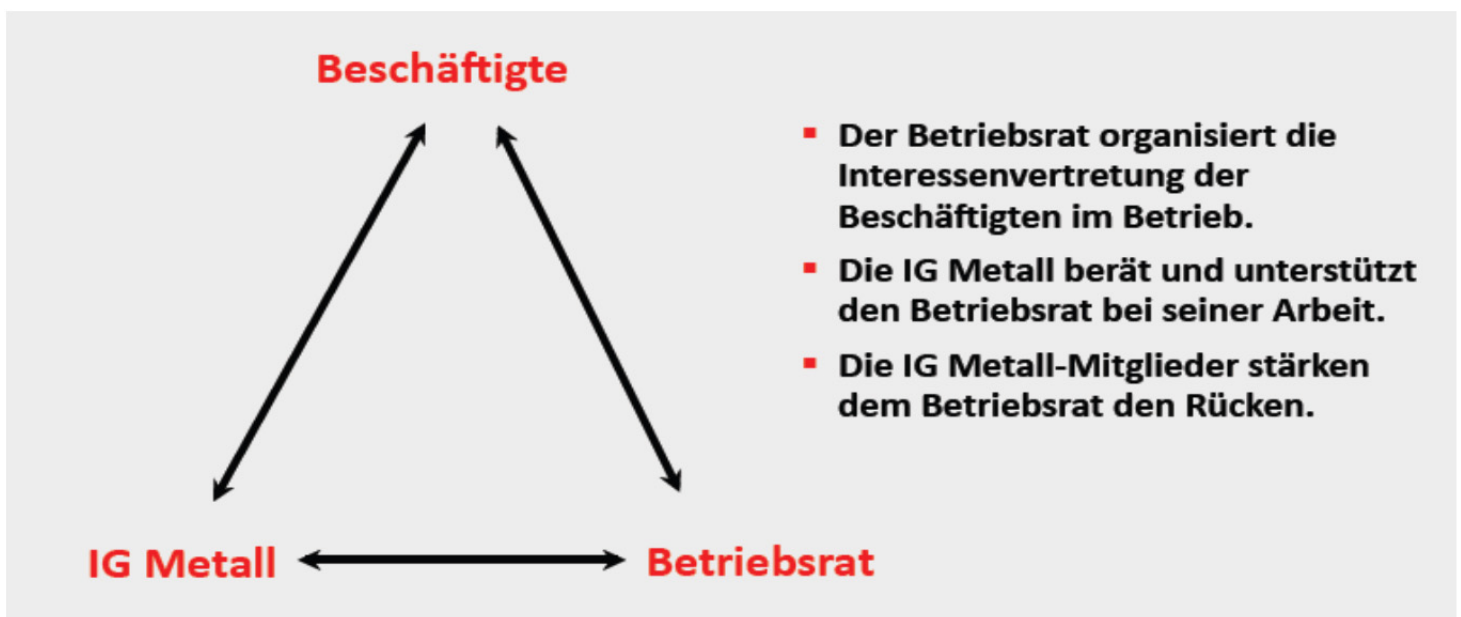 Beschäftigte
IG Metall
Betriebsrat
▪ Der Betriebsrat organisiert die
Interessenvertretung der
Beschäftigten im Betrieb.
▪ Die IG Metall berät und unterstützt
den Betriebsrat bei seiner Arbeit.
▪ Die IG Metall-Mitglieder stärken
dem Betriebsrat den Rücken.